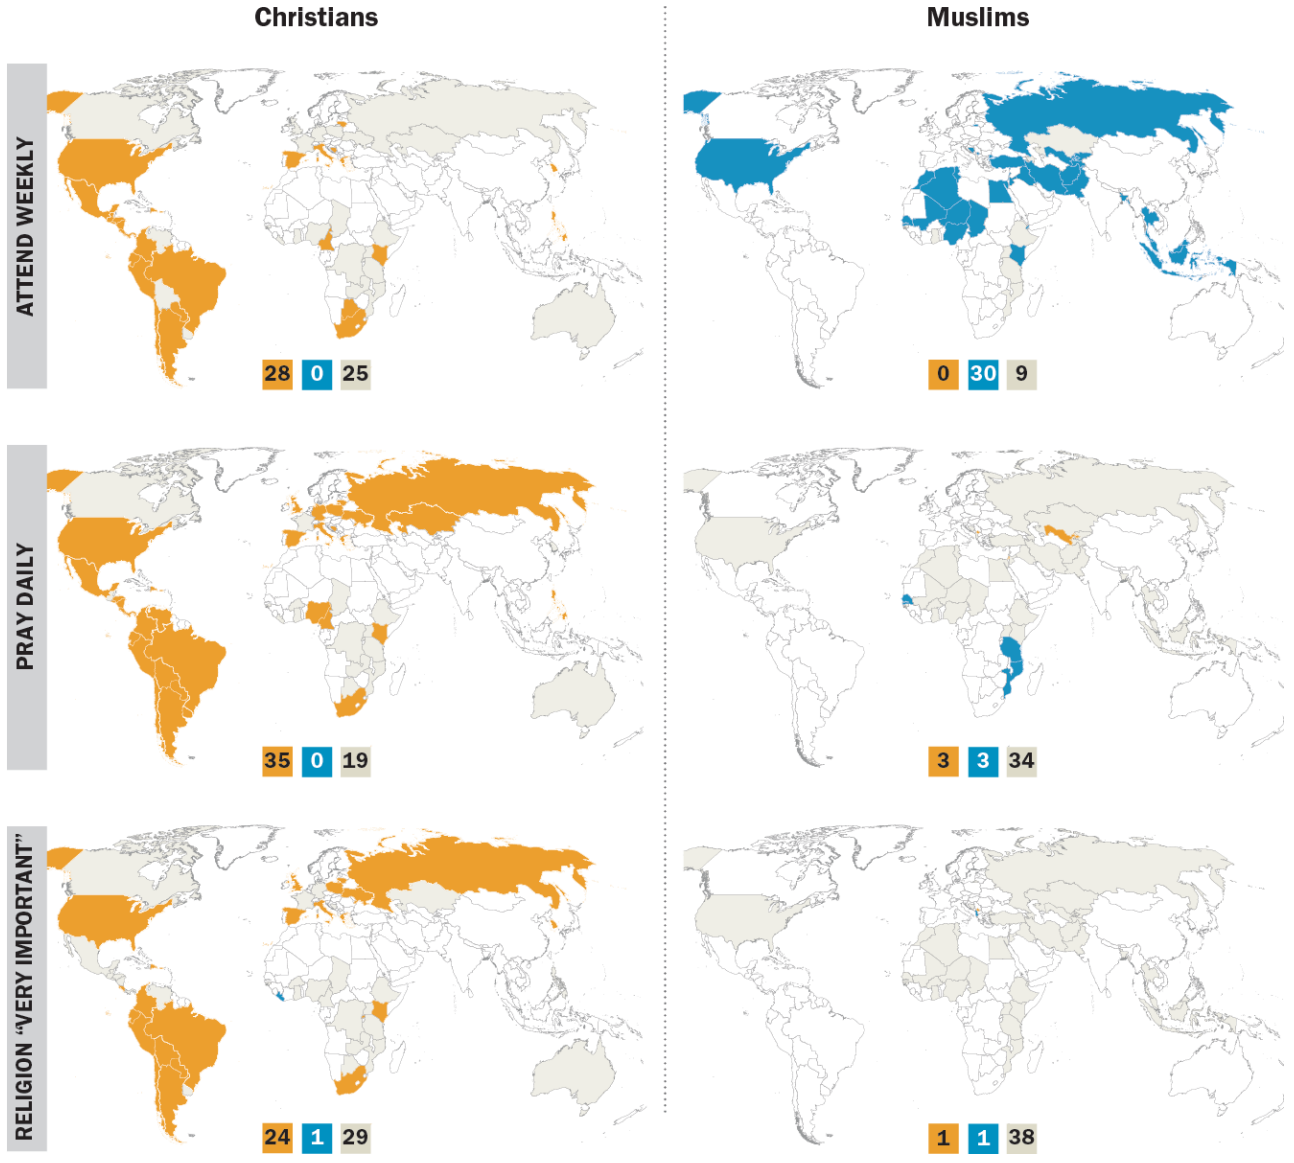 Christians
Muslims
ATTEND WEEKLY
28 0 25
0 30 9
PRAY DAILY
35 0 19
3 3 34
RELIGION “VERY IMPORTANT”
24 1 29
1 1 38